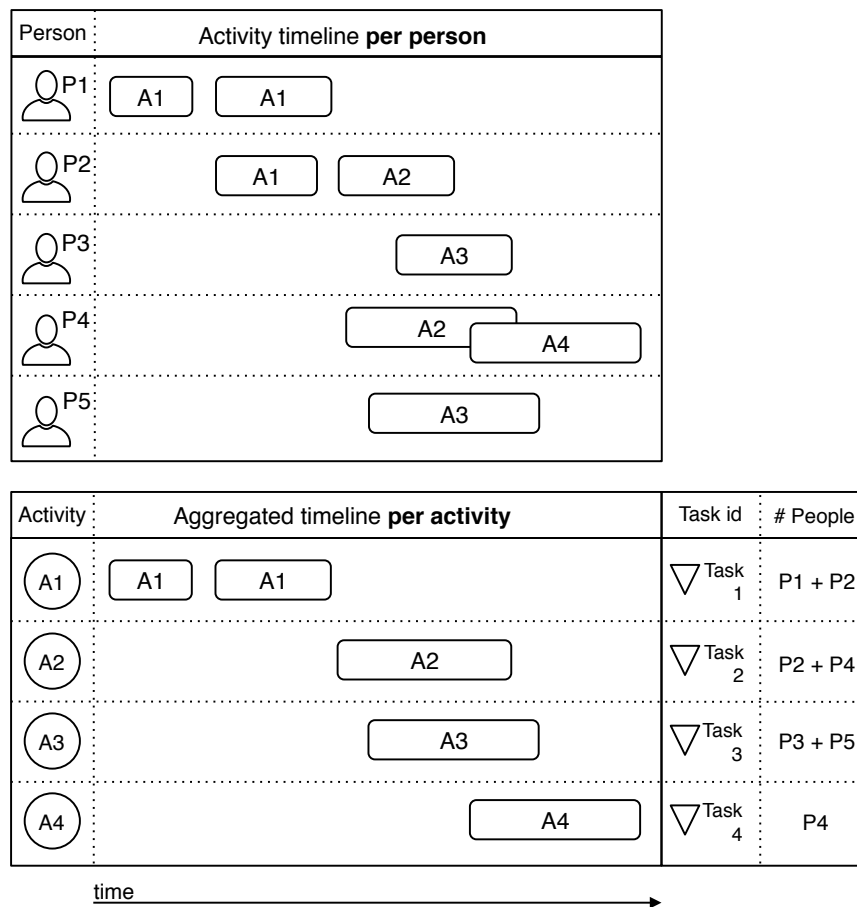 Person Activity timeline per person
P1 A1 A1
P2 A1 A2
P3 A3
P4 A2 A4
P5 A3
Activity Aggregated timeline per activity Task id # People
A1 A1 A1 Task 1 P1 + P2
A2 A2 Task 2 P2 + P4
A3 A3 Task 3 P3 + P5
A4 A4 Task 4 P4
time